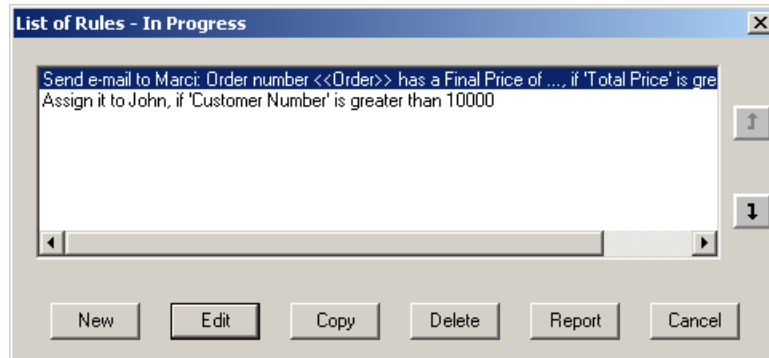 List of Rules - In Progress
Send e-mail to Marci: Order number <<Order>> has a Final Price of ..., if 'Total Price' is gre
Assign it to John, if 'Customer Number' is greater than 10000
New Edit Copy Delete Report Cancel